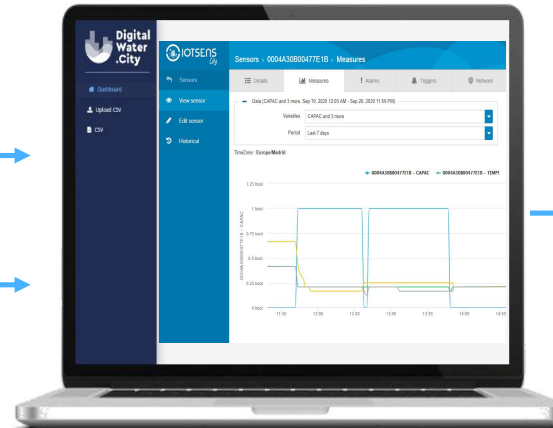 Digital
Water
.City
Dashboard
Upload CSV
CSV
IOTSENS
City
Sensors
View sensor
Edit sensor
Historical
Sensors > 0004A30B00477E1B > Measures
Details
Measures
Alarms
Triggers
Network
Data (CAPAC and 3 more, Sep 19, 2020 12:00 AM - Sep 26, 2020 11:59 PM)
Variables
CAPAC and 3 more
Period
Last 7 days
TimeZone : Europe/Madrid
0004A30B00477E1B - CAPAC
0004A30B00477E1B - TEMP1
0004A30B00477E1B - CAPAC
1.25 bool
1 bool
0.75 bool
0.5 bool
0.25 bool
0 bool
11:30
12:00
12:30
13:00
13:30
14:00
14:30